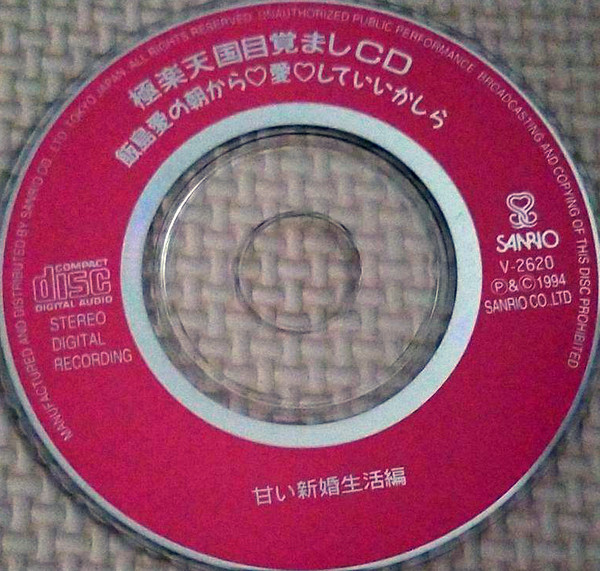 極楽天国目覚ましCD
飯島愛の朝から♡愛♡していいかしら
SANRIO
V-2620
Ⓟ&Ⓒ1994
SANRIO CO.,LTD
COMPACT
disc
DIGITAL AUDIO
STEREO
DIGITAL
RECORDING
甘い新婚生活編
MANUFACTURED AND DISTRIBUTED BY SANRIO CO., LTD. TOKYO JAPAN. ALL RIGHTS RESERVED. UNAUTHORIZED PUBLIC PERFORMANCE. BROADCASTING AND COPYING OF THIS DISC PROHIBITED